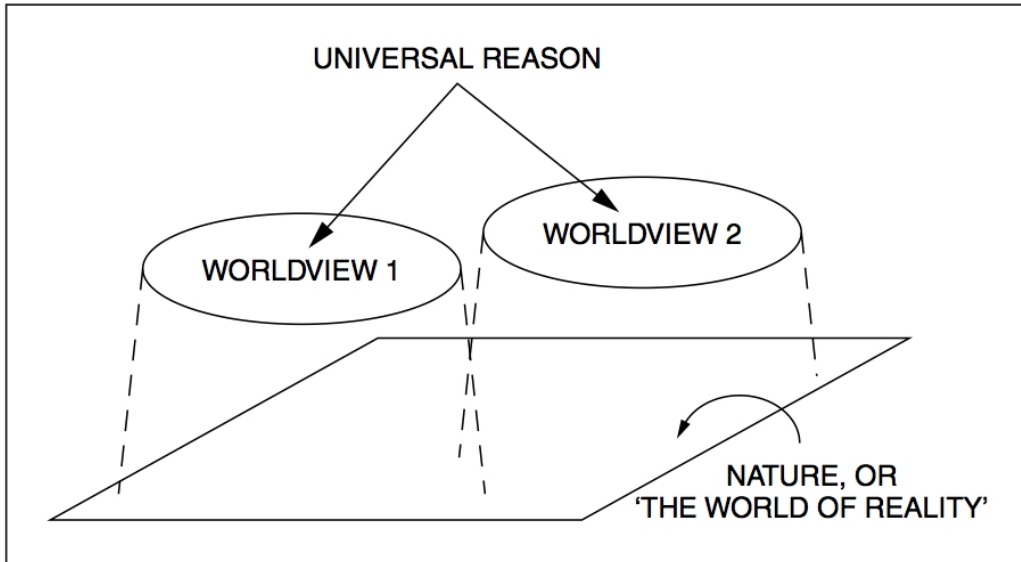 UNIVERSAL REASON
WORLDVIEW 1
WORLDVIEW 2
NATURE, OR
'THE WORLD OF REALITY'